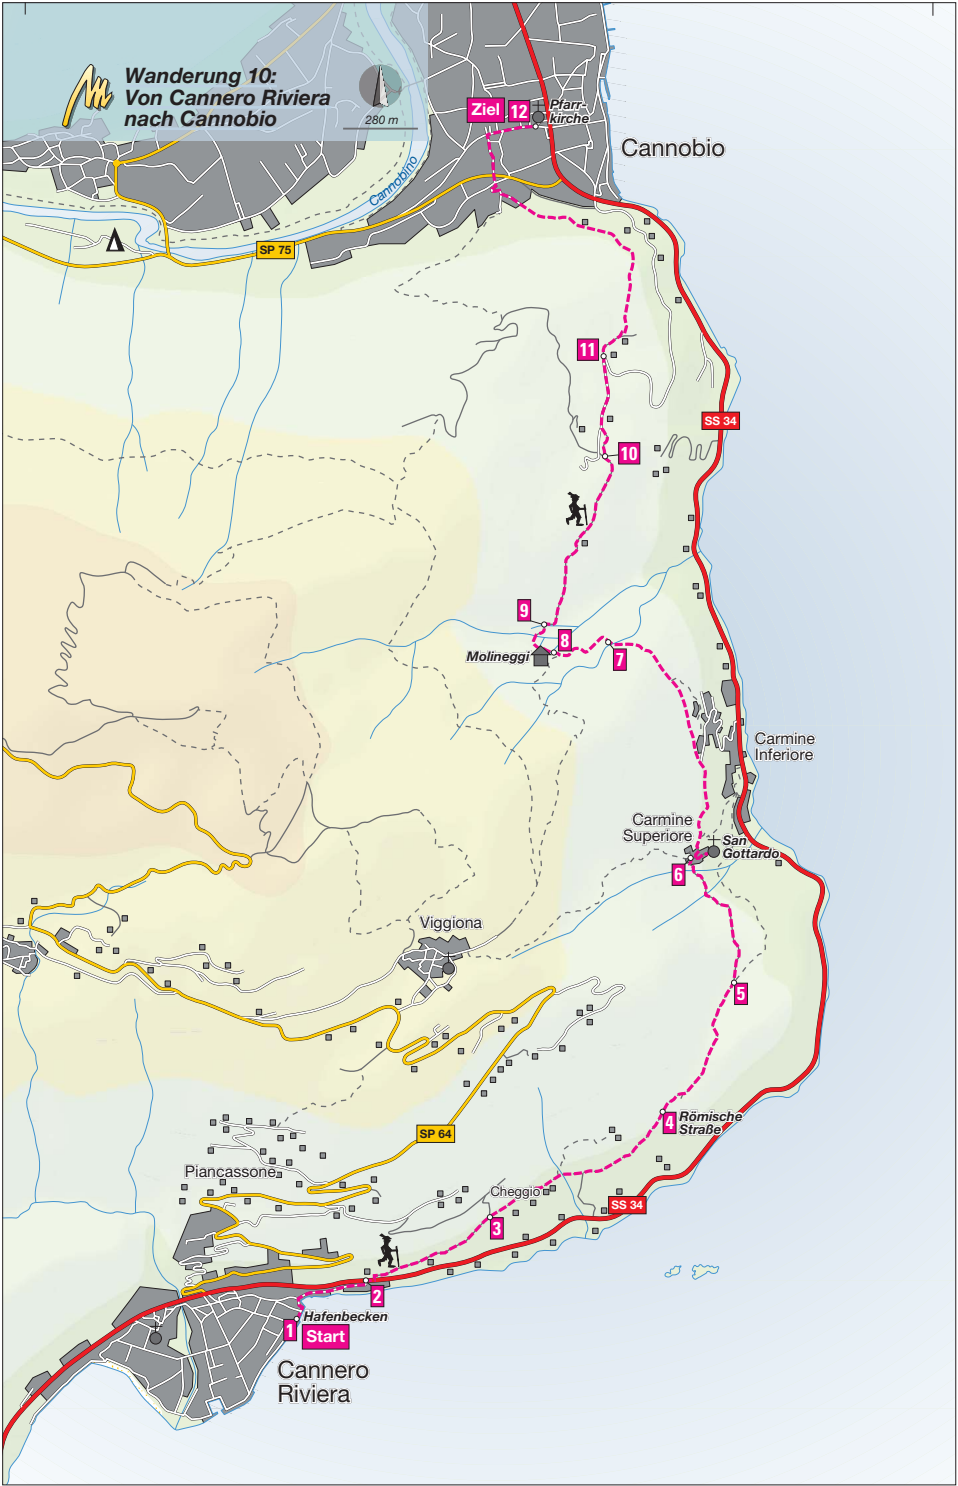 Wanderung 10:
Von Cannero Riviera
nach Cannobio
280 m
Ziel
12
Pfarr-
kirche
Cannobio
Cannobino
SP 75
11
SS 34
10
9
8
Molineggi
7
Carmine
Inferiore
Carmine
Superiore
San
Gottardo
6
Viggiona
5
4
Römische
Straße
SP 64
Piancassone
Cheggio
SS 34
3
2
Hafenbecken
1
Start
Cannero
Riviera